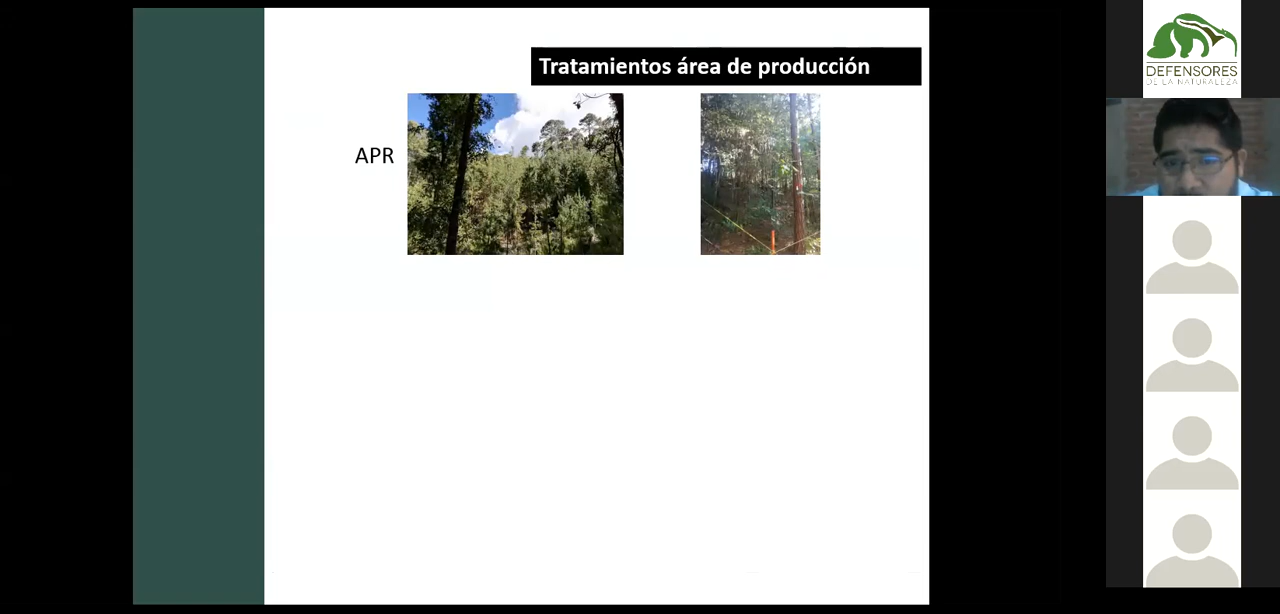 Tratamientos área de producción
APR
DEFENSORES
DE LA NATURALEZA